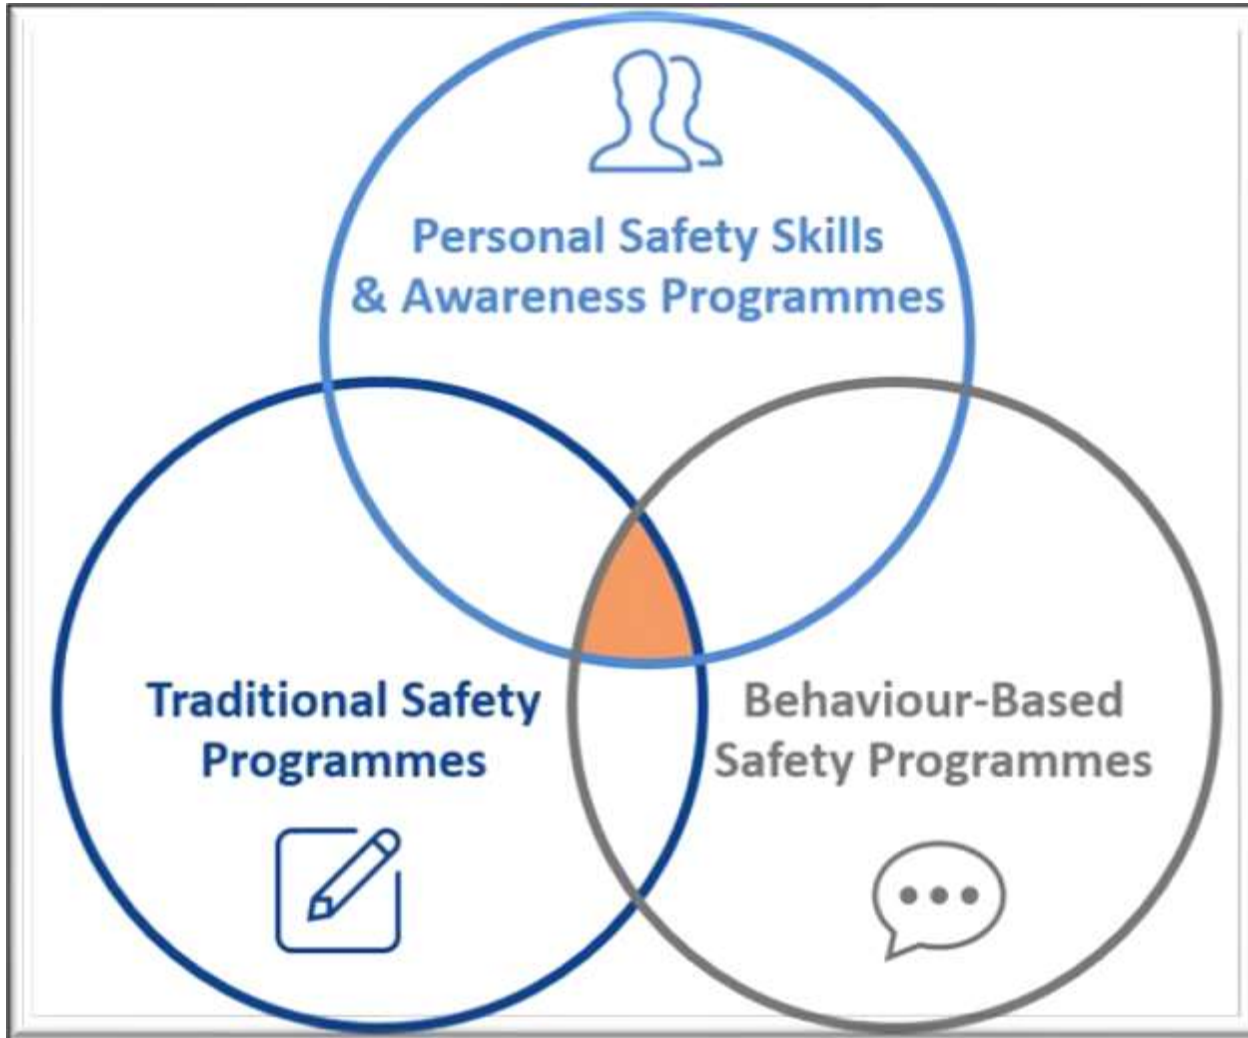 Personal Safety Skills
& Awareness Programmes
Traditional Safety
Programmes
Behaviour-Based
Safety Programmes